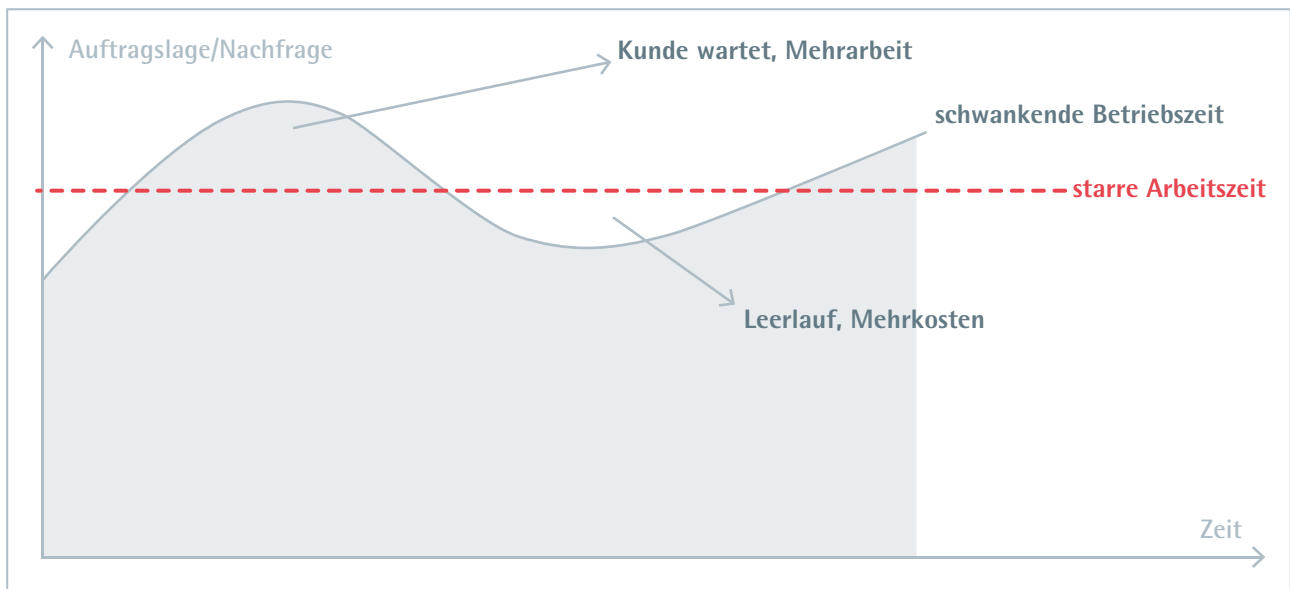 Auftragslage/Nachfrage
Kunde wartet, Mehrarbeit
schwankende Betriebszeit
starre Arbeitszeit
Leerlauf, Mehrkosten
Zeit